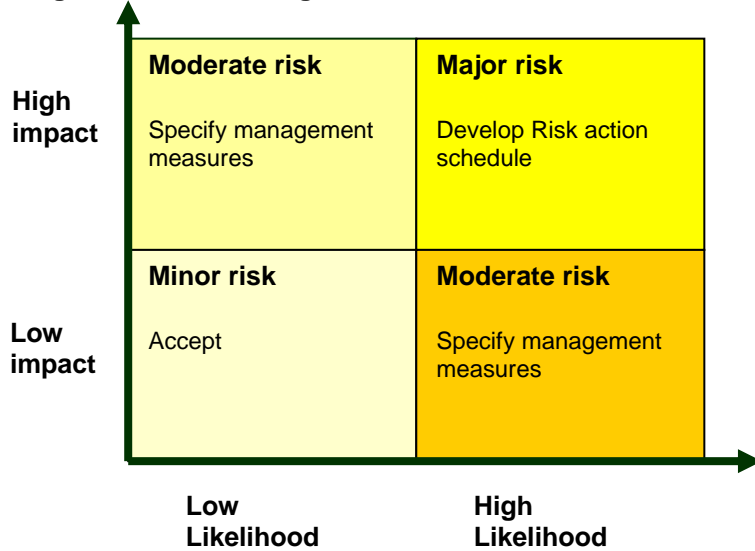 Moderate risk
Major risk
High
impact
Specify management
measures
Develop Risk action
schedule
Minor risk
Moderate risk
Low
impact
Accept
Specify management
measures
Low
Likelihood
High
Likelihood